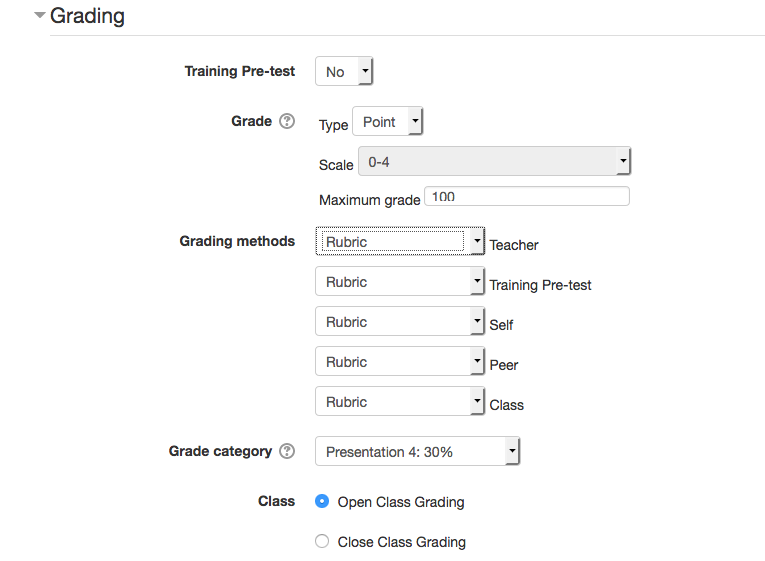 Grading
Training Pre-test No
Grade Type Point
Scale 0-4
Maximum grade 100
Grading methods Rubric Teacher
Rubric Training Pre-test
Rubric Self
Rubric Peer
Rubric Class
Grade category Presentation 4: 30%
Class Open Class Grading
Close Class Grading